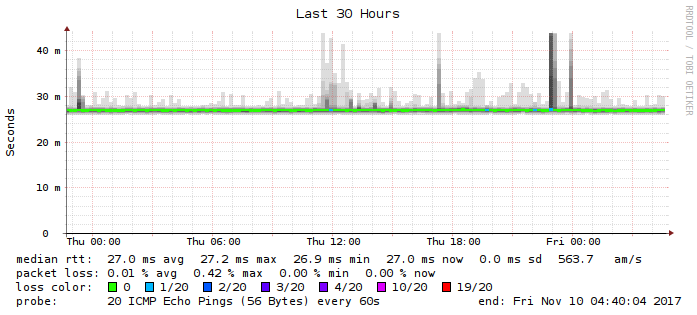 Last 30 Hours
RRDTOOL / TOBI OETIKER
Seconds
40 m
30 m
20 m
10 m
0
Thu 00:00 Thu 06:00 Thu 12:00 Thu 18:00 Fri 00:00
median rtt: 27.0 ms avg 27.2 ms max 26.9 ms min 27.0 ms now 0.0 ms sd 563.7 am/s
packet loss: 0.01 % avg 0.42 % max 0.00 % min 0.00 % now
loss color: 0 1/20 2/20 3/20 4/20 10/20 19/20
probe: 20 ICMP Echo Pings (56 Bytes) every 60s end: Fri Nov 10 04:40:04 2017